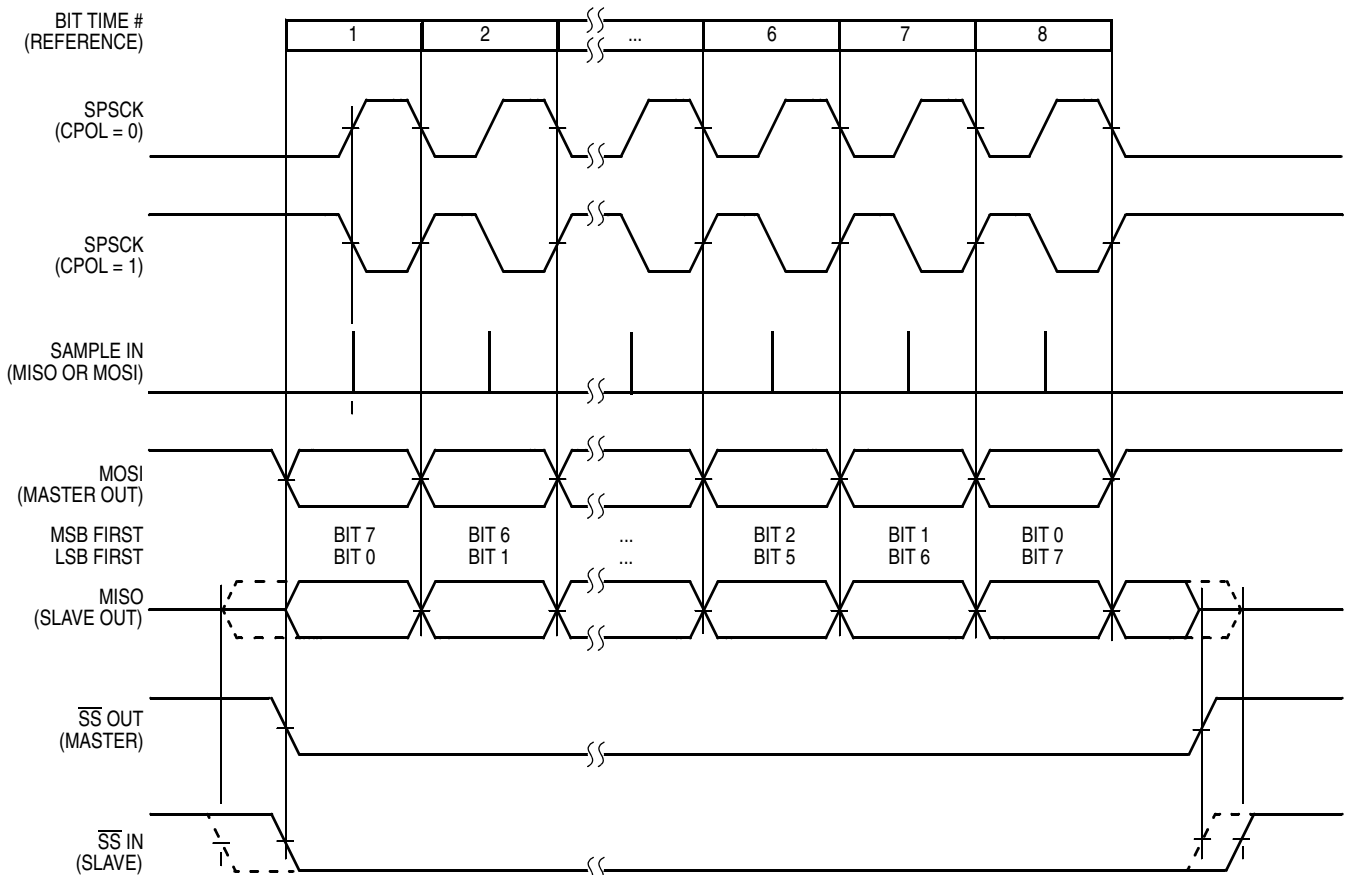 BIT TIME #
(REFERENCE)
1 2 ... 6 7 8
SPSCK
(CPOL = 0)
SPSCK
(CPOL = 1)
SAMPLE IN
(MISO OR MOSI)
MOSI
(MASTER OUT)
MSB FIRST BIT 7 BIT 6 ... BIT 2 BIT 1 BIT 0
LSB FIRST BIT 0 BIT 1 ... BIT 5 BIT 6 BIT 7
MISO
(SLAVE OUT)
S̅S̅ OUT
(MASTER)
S̅S̅ IN
(SLAVE)